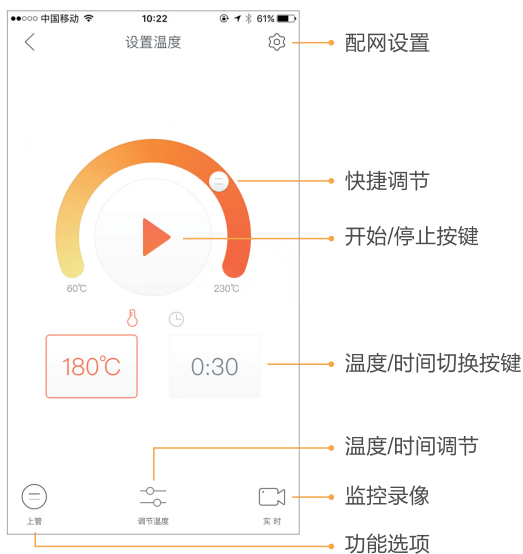 中国移动 10:22 61%
设置温度
配网设置
快捷调节
开始/停止按键
60℃ 230℃
180℃ 0:30
温度/时间切换按键
温度/时间调节
监控录像
上管 调节温度 实时
功能选项